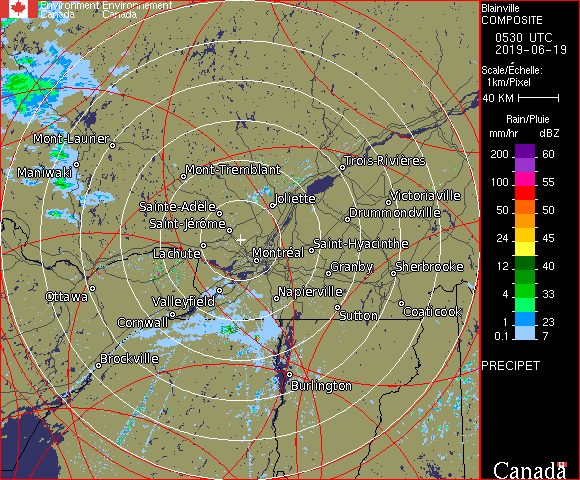 Environment Environnement
Canada Canada
Blainville
COMPOSITE
0530 UTC
2019-06-19
Scale/Échelle:
1km/Pixel
40 KM
Rain/Pluie
mm/hr dBZ
200 60
100 55
50 50
24 45
12 40
4 33
1 23
0.1 7
PRECIPET
Canada
Mont-Laurier
Maniwaki
Mont-Tremblant
Trois-Rivières
Sainte-Adèle
Joliette
Victoriaville
Saint-Jérôme
Drummondville
Lachute
Montréal
Saint-Hyacinthe
Granby
Sherbrooke
Ottawa
Valleyfield
Napierville
Cornwall
Sutton
Coaticook
Brockville
Burlington